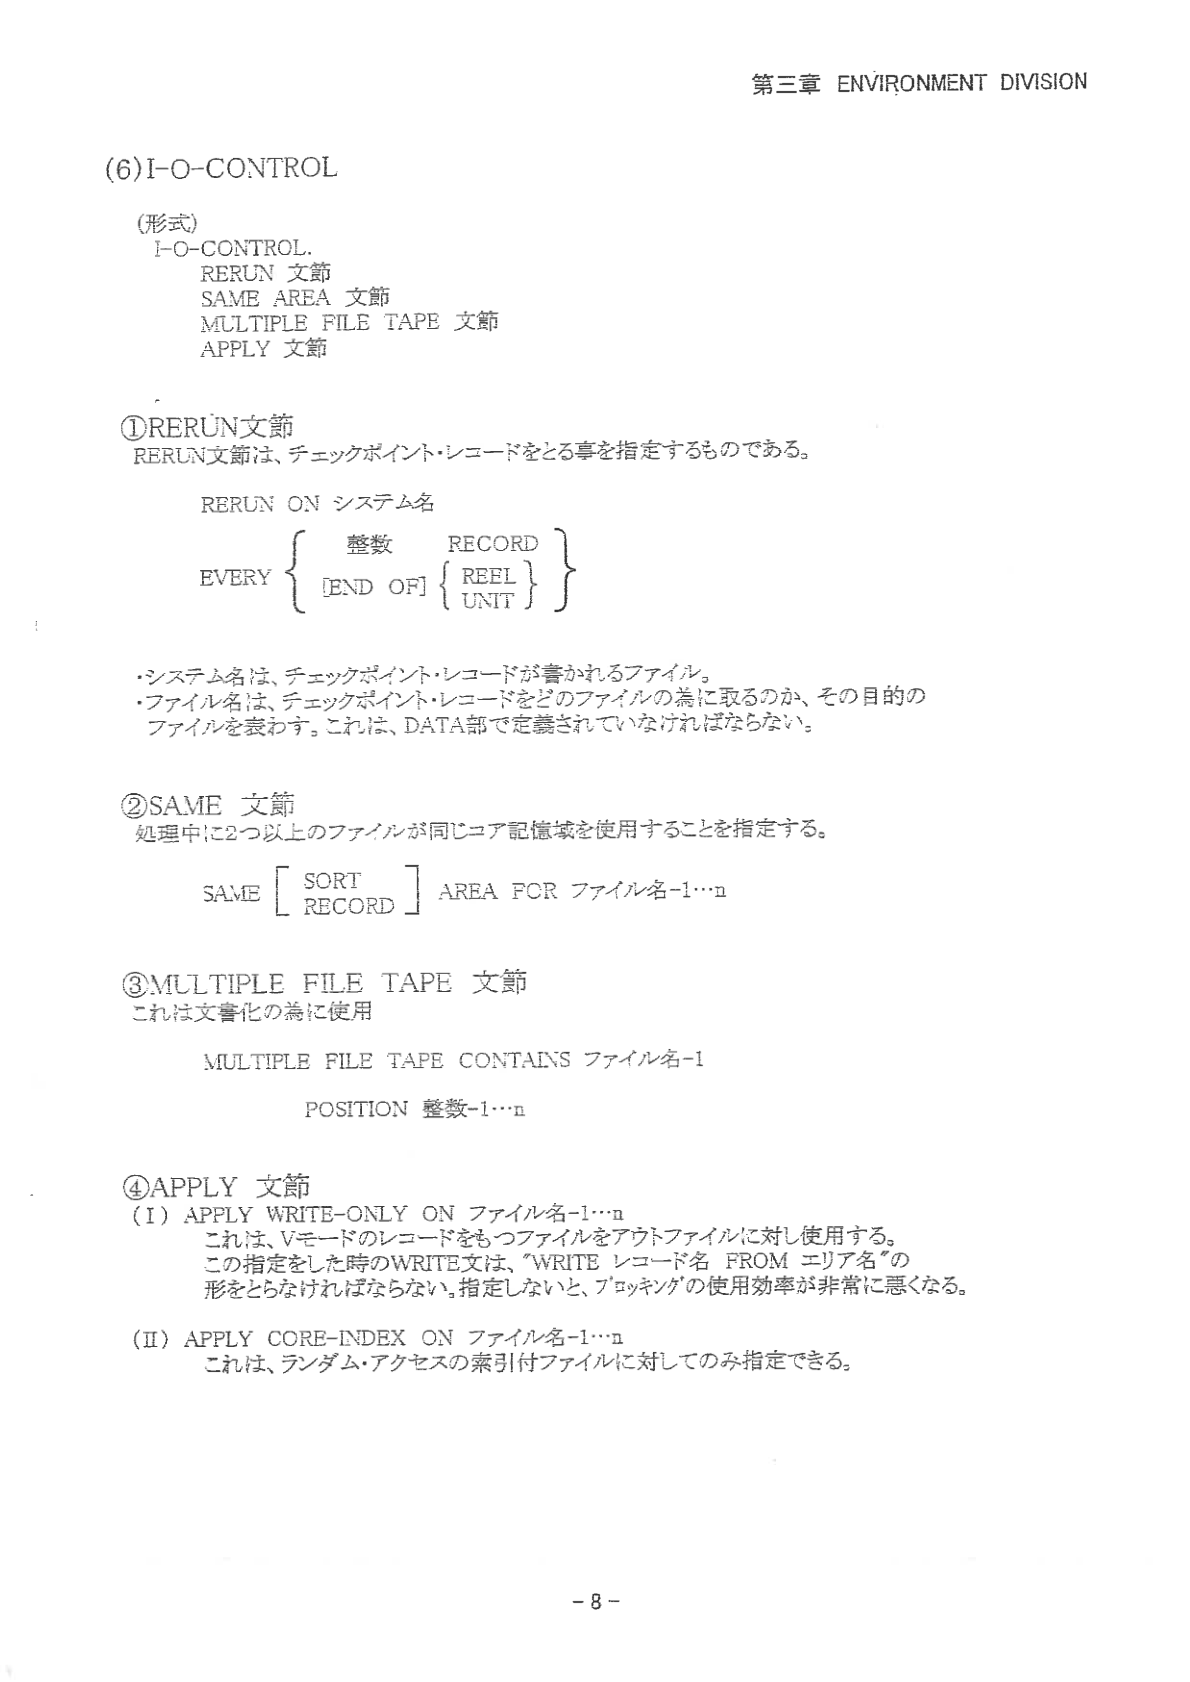 第三章 ENVIRONMENT DIVISION
(6)I-O-CONTROL
(形式)
I-O-CONTROL.
RERUN 文節
SAME AREA 文節
MULTIPLE FILE TAPE 文節
APPLY 文節
①RERUN文節
RERUN文節は、チェックポイント・レコードをとる事を指定するものである。
RERUN ON システム名
整数 RECORD
EVERY { [END OF] { REEL } }
UNIT
・システム名は、チェックポイント・レコードが書かれるファイル。
・ファイル名は、チェックポイント・レコードをどのファイルの為に取るのか、その目的の
ファイルを表わす。これは、DATA部で定義されていなければならない。
②SAME 文節
処理中に2つ以上のファイルが同じコア記憶域を使用することを指定する。
SAME [ SORT
RECORD ] AREA FOR ファイル名-1…n
③MULTIPLE FILE TAPE 文節
これは文書化の為に使用
MULTIPLE FILE TAPE CONTAINS ファイル名-1
POSITION 整数-1…n
④APPLY 文節
(Ⅰ) APPLY WRITE-ONLY ON ファイル名-1…n
これは、Vモードのレコードをもつファイルをアウトファイルに対し使用する。
この指定をした時のWRITE文は、"WRITE レコード名 FROM エリア名"の
形をとらなければならない。指定しないと、ﾌﾞﾛｯｷﾝｸﾞの使用効率が非常に悪くなる。
(Ⅱ) APPLY CORE-INDEX ON ファイル名-1…n
これは、ランダム・アクセスの索引付ファイルに対してのみ指定できる。
-8-